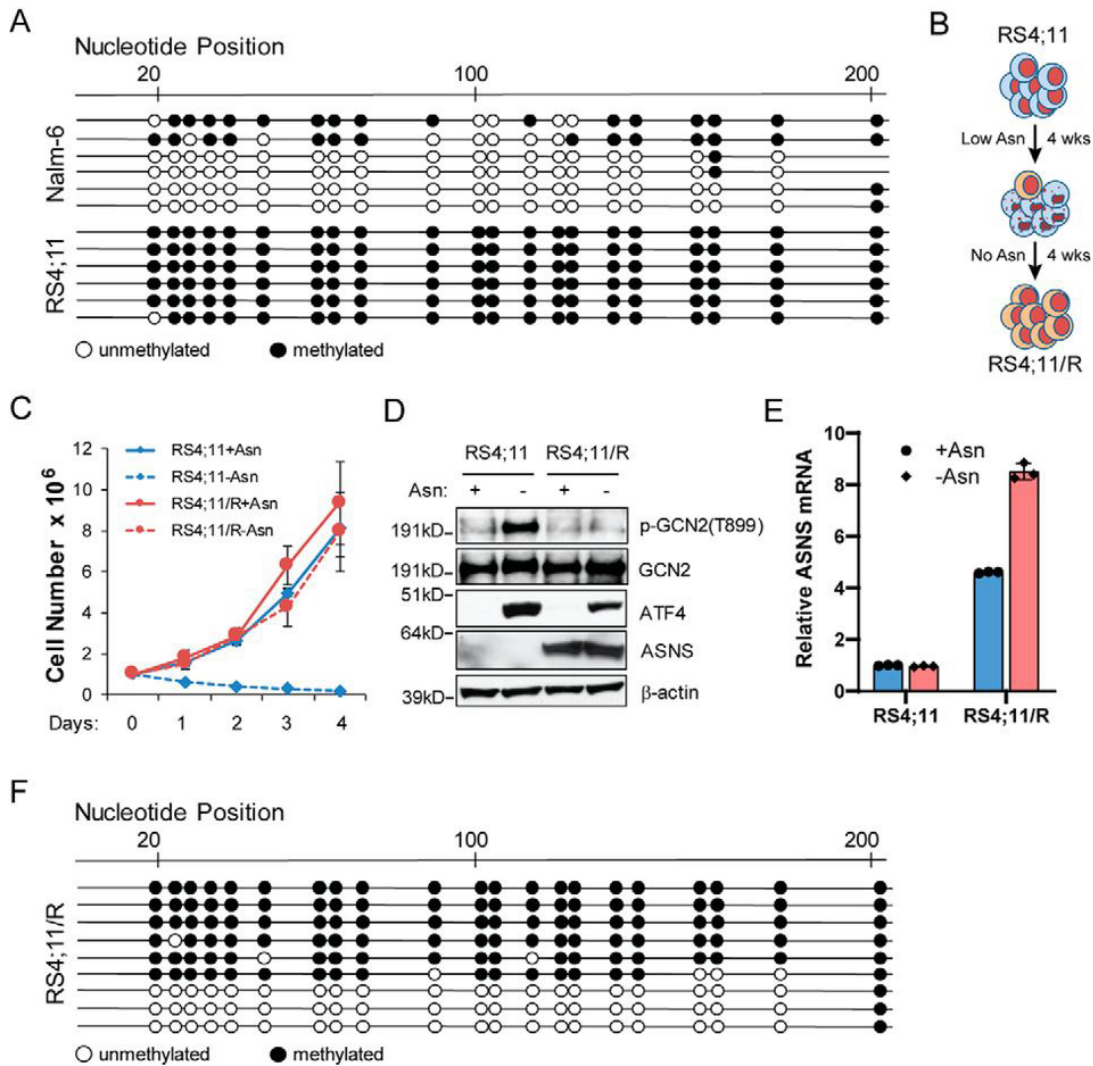 A
Nucleotide Position
20 100 200
Nalm-6
RS4;11
unmethylated methylated
B
RS4;11
Low Asn 4 wks
No Asn 4 wks
RS4;11/R
C
RS4;11+Asn
RS4;11-Asn
RS4;11/R+Asn
RS4;11/R-Asn
Cell Number x 10⁶
12
10
8
6
4
2
0
Days: 0 1 2 3 4
D
RS4;11 RS4;11/R
Asn: + - + -
191kD p-GCN2(T899)
191kD GCN2
51kD ATF4
64kD ASNS
39kD β-actin
E
+Asn
-Asn
Relative ASNS mRNA
10
8
6
4
2
0
RS4;11 RS4;11/R
F
Nucleotide Position
20 100 200
RS4;11/R
unmethylated methylated